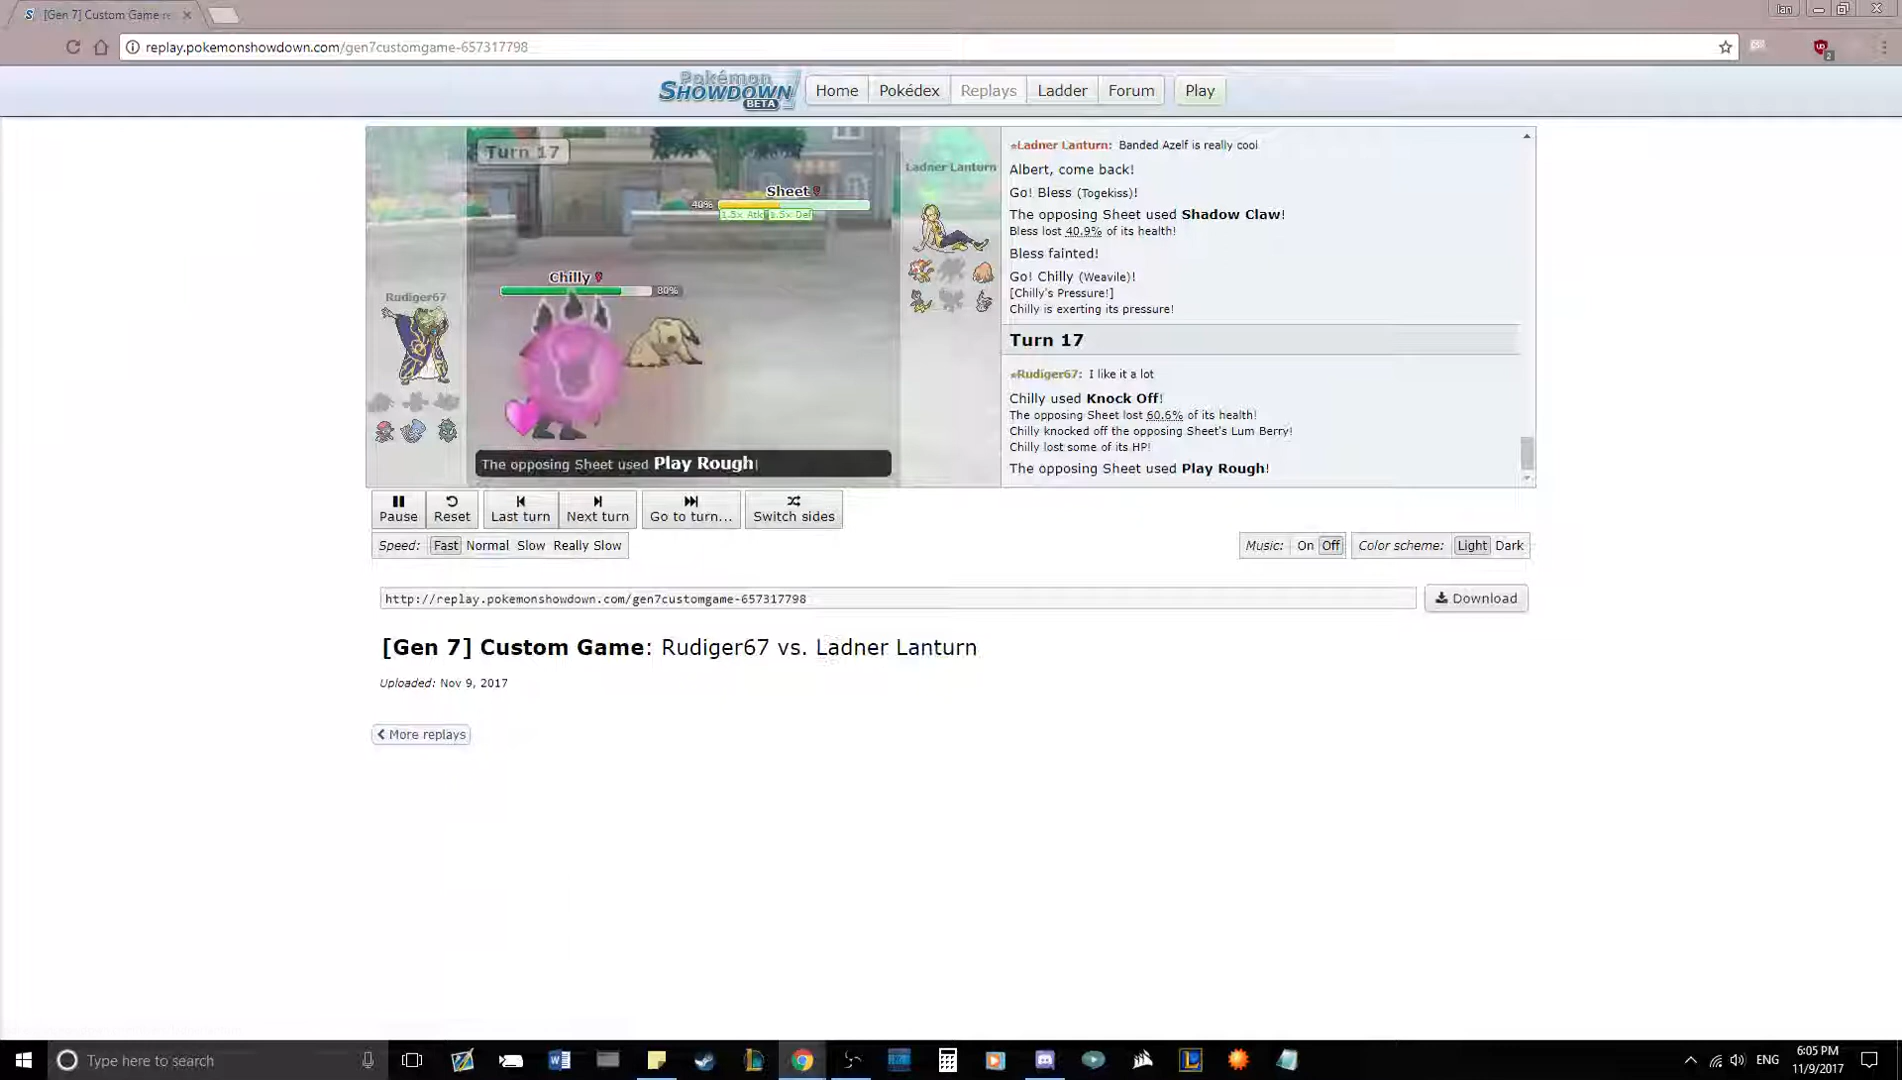 [Gen 7] Custom Game re
Ian
replay.pokemonshowdown.com/gen7customgame-657317798
Pokémon
SHOWDOWN
BETA
Home
Pokédex
Replays
Ladder
Forum
Play
Turn 17
Sheet
40%
1.5x Atk 1.5x Def
Chilly
80%
Rudiger67
Ladner Lanturn
The opposing Sheet used Play Rough!
Ladner Lanturn: Banded Azelf is really cool
Albert, come back!
Go! Bless (Togekiss)!
The opposing Sheet used Shadow Claw!
Bless lost 40.9% of its health!
Bless fainted!
Go! Chilly (Weavile)!
[Chilly's Pressure!]
Chilly is exerting its pressure!
Turn 17
Rudiger67: I like it a lot
Chilly used Knock Off!
The opposing Sheet lost 60.6% of its health!
Chilly knocked off the opposing Sheet's Lum Berry!
Chilly lost some of its HP!
The opposing Sheet used Play Rough!
Pause
Reset
Last turn
Next turn
Go to turn...
Switch sides
Speed: Fast Normal Slow Really Slow
Music: On Off
Color scheme: Light Dark
http://replay.pokemonshowdown.com/gen7customgame-657317798
Download
[Gen 7] Custom Game: Rudiger67 vs. Ladner Lanturn
Uploaded: Nov 9, 2017
More replays
Type here to search
ENG
6:05 PM
11/9/2017